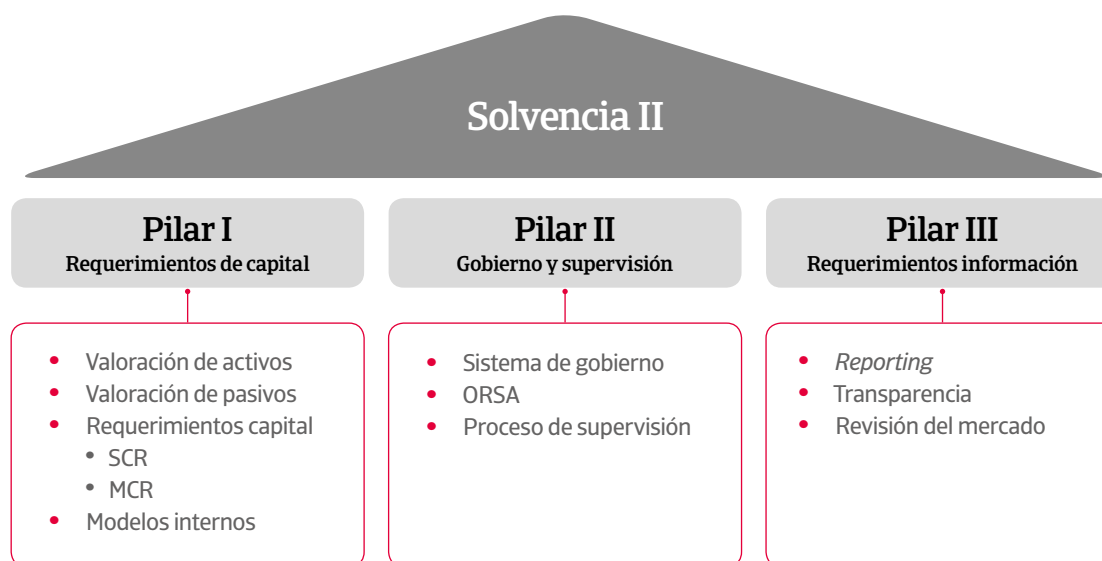 Solvencia II
Pilar I
Requerimientos de capital
• Valoración de activos
• Valoración de pasivos
• Requerimientos capital
• SCR
• MCR
• Modelos internos
Pilar II
Gobierno y supervisión
• Sistema de gobierno
• ORSA
• Proceso de supervisión
Pilar III
Requerimientos información
• Reporting
• Transparencia
• Revisión del mercado